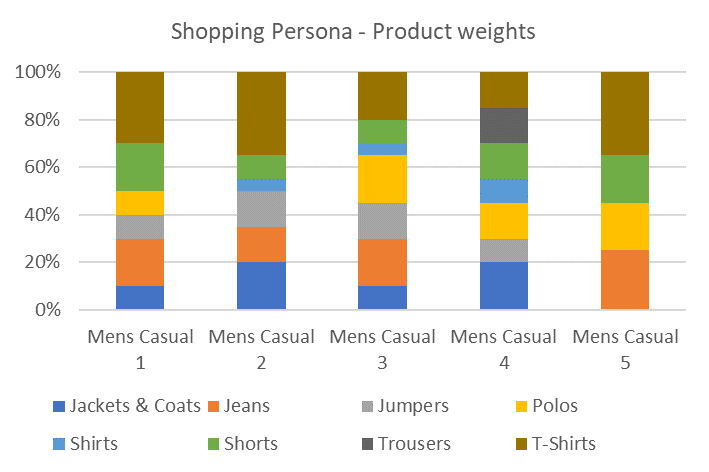 Shopping Persona - Product weights
100%
80%
60%
40%
20%
0%
Mens Casual 1
Mens Casual 2
Mens Casual 3
Mens Casual 4
Mens Casual 5
Jackets & Coats Jeans Jumpers Polos
Shirts Shorts Trousers T-Shirts